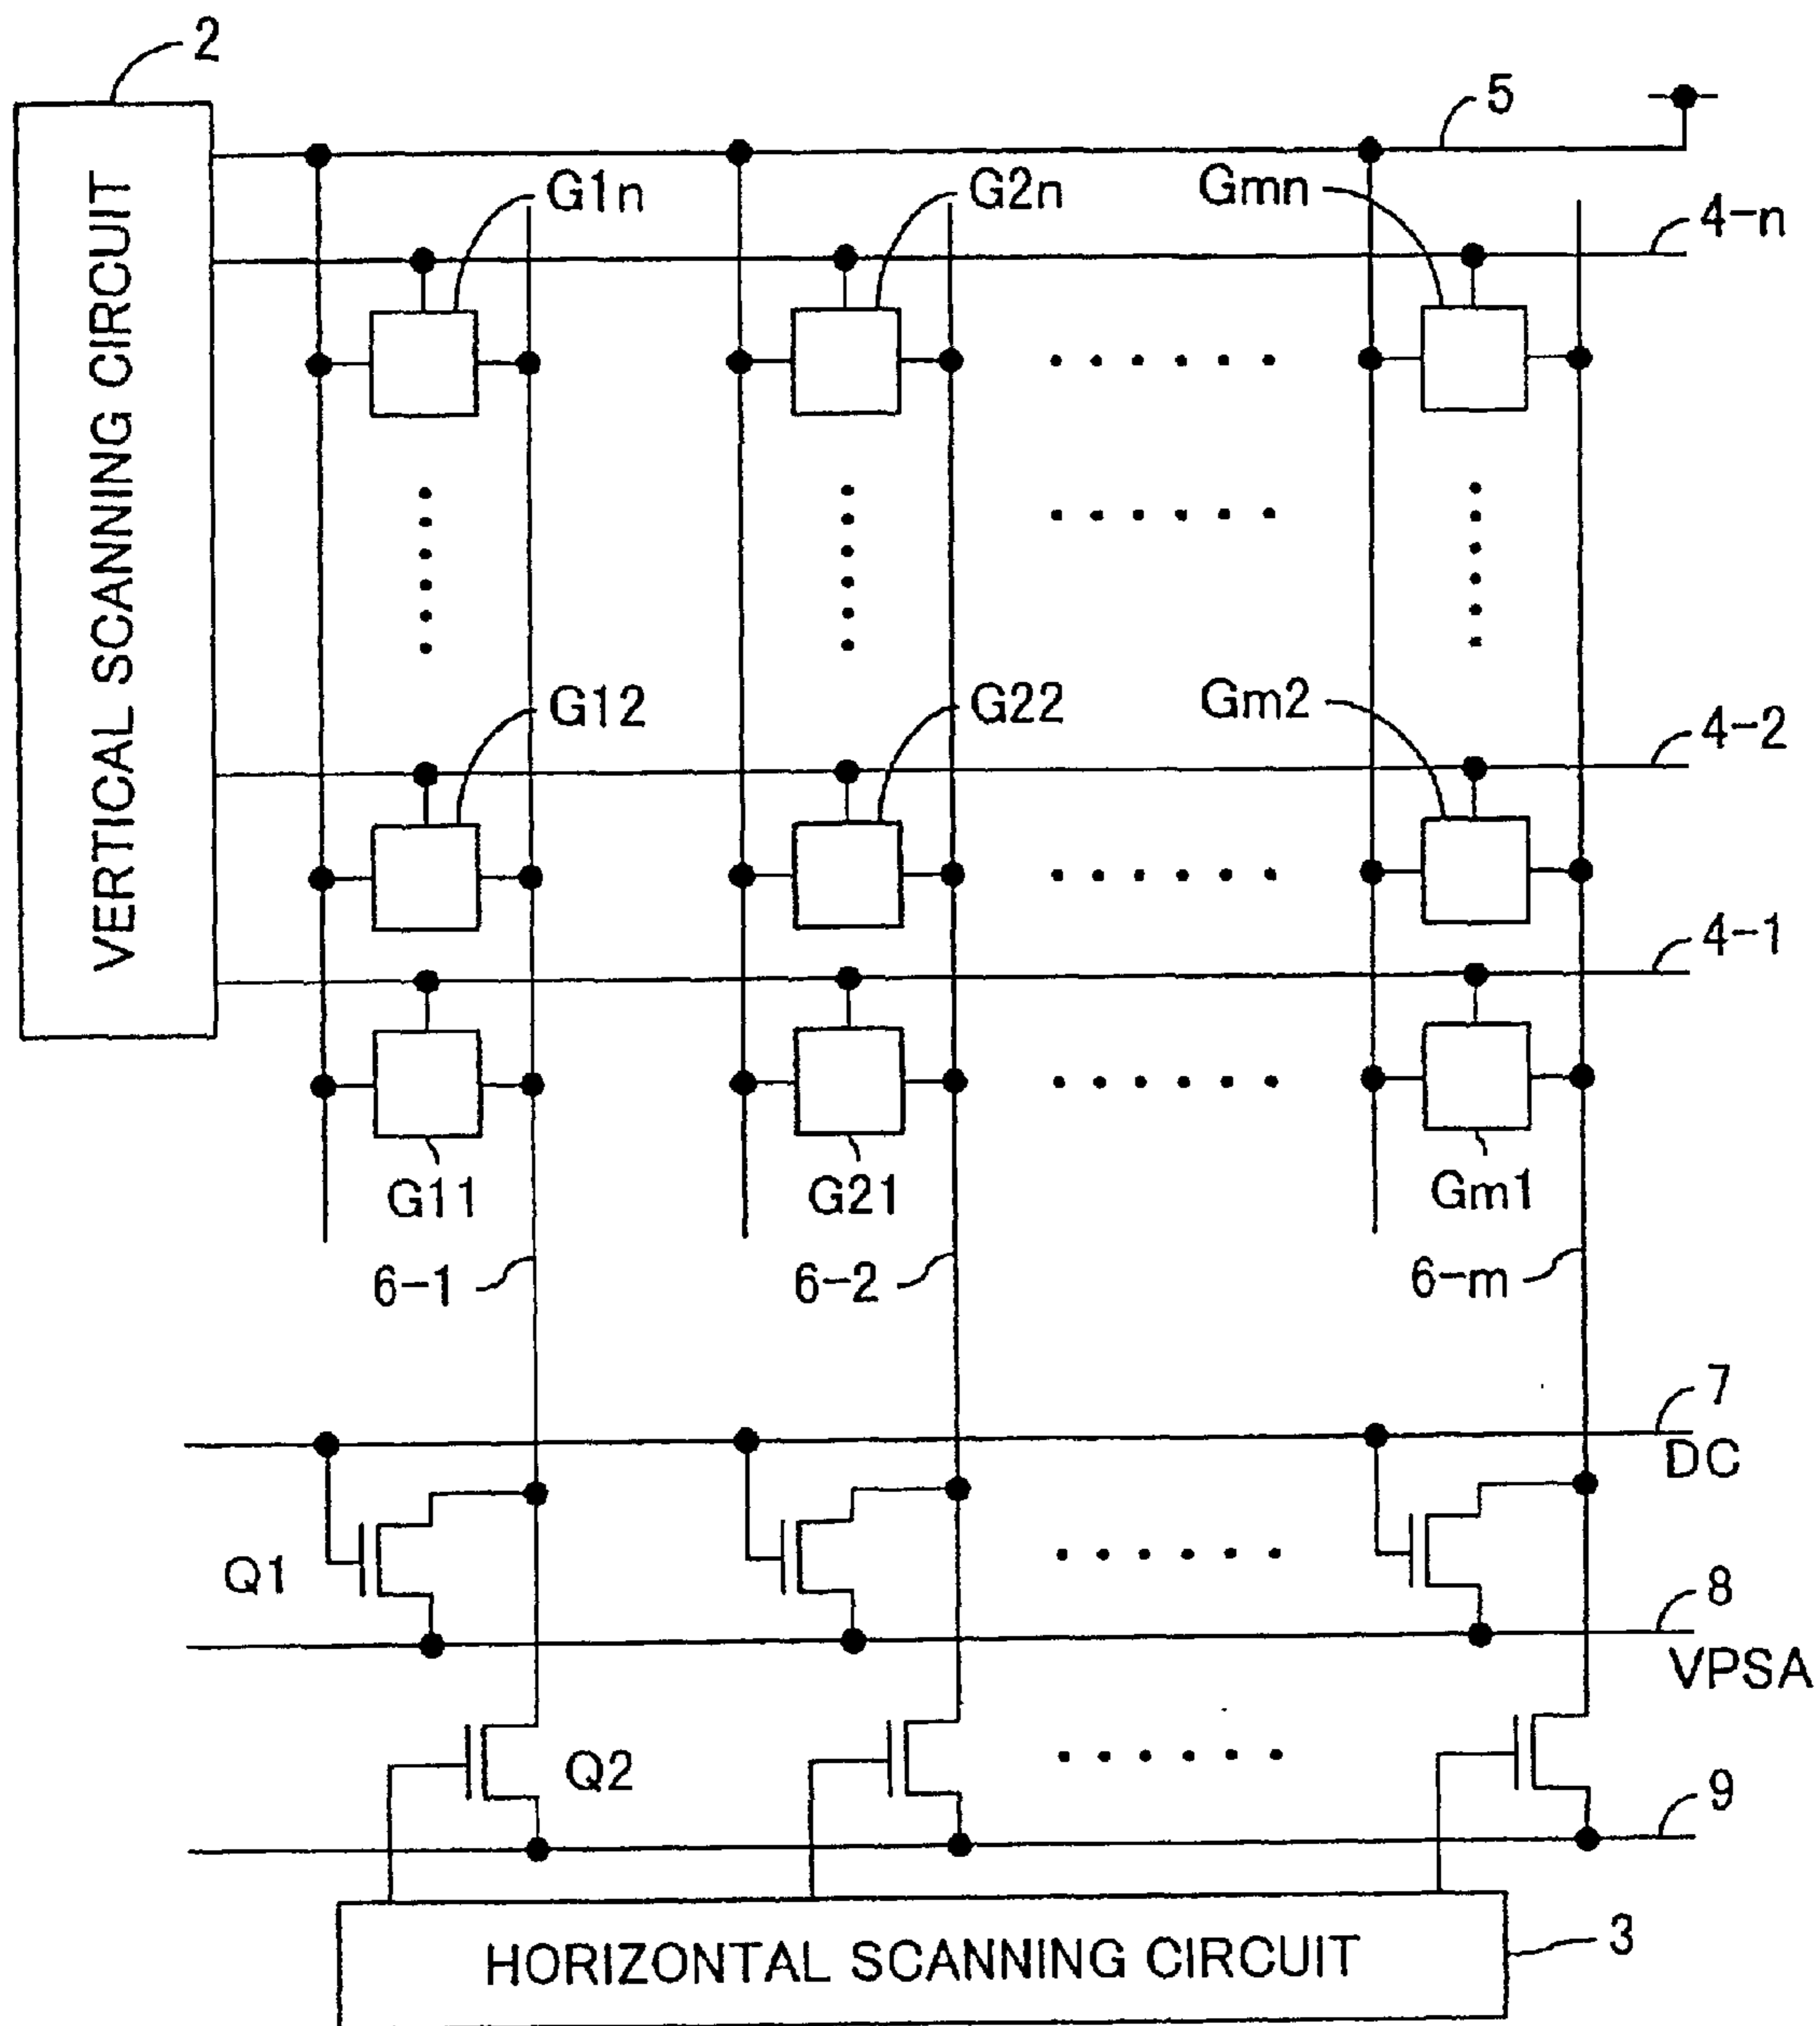 2
5
G1n
G2n
Gmn
4-n
VERTICAL SCANNING CIRCUIT
G12
G22
Gm2
4-2
4-1
G11
G21
Gm1
6-1
6-2
6-m
7
DC
Q1
8
VPSA
Q2
9
HORIZONTAL SCANNING CIRCUIT
3